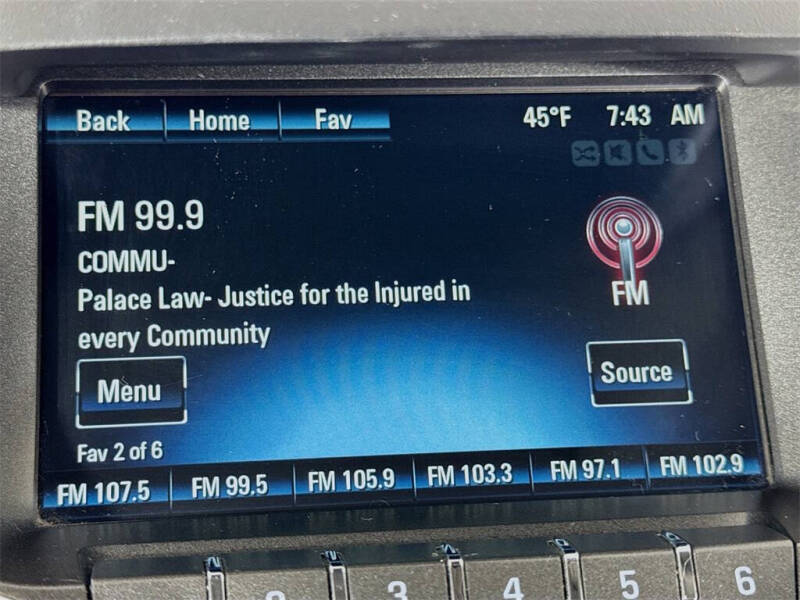 Back Home Fav 45°F 7:43 AM
FM 99.9
COMMU-
Palace Law- Justice for the Injured in
every Community
FM
Menu Source
Fav 2 of 6
FM 107.5 FM 99.5 FM 105.9 FM 103.3 FM 97.1 FM 102.9
2 3 4 5 6